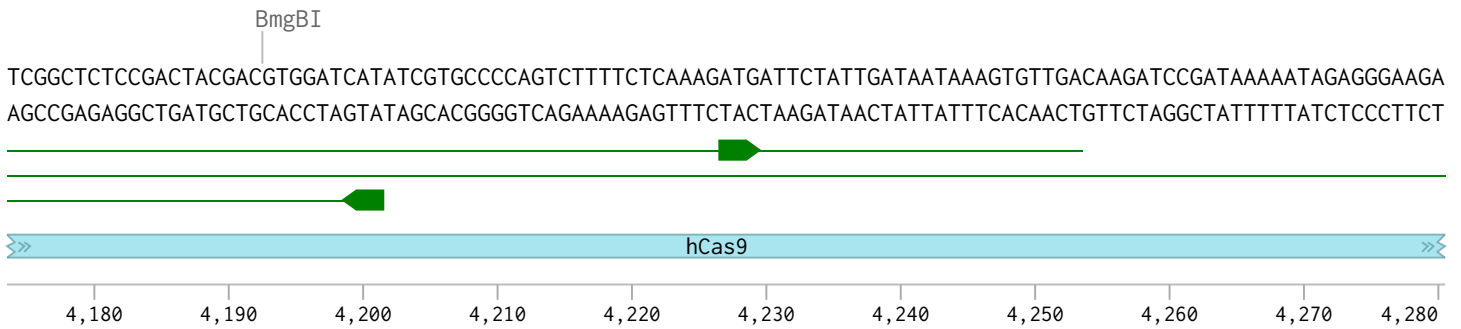 BmgBI
TCGGCTCTCCGACTACGACGTGGATCATATCGTGCCCCAGTCTTTTCTCAAAGATGATTCTATTGATAATAAAGTGTTGACAAGATCCGATAAAAATAGAGGGAAGA
AGCCGAGAGGCTGATGCTGCACCTAGTATAGCACGGGGTCAGAAAAGAGTTTCTACTAAGATAACTATTATTTCACAACTGTTCTAGGCTATTTTTATCTCCCTTCT
hCas9
4,180 4,190 4,200 4,210 4,220 4,230 4,240 4,250 4,260 4,270 4,280